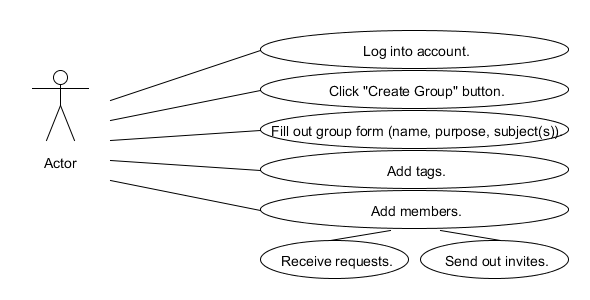 Log into account.
Click "Create Group" button.
Fill out group form (name, purpose, subject(s))
Actor
Add tags.
Add members.
Receive requests.
Send out invites.